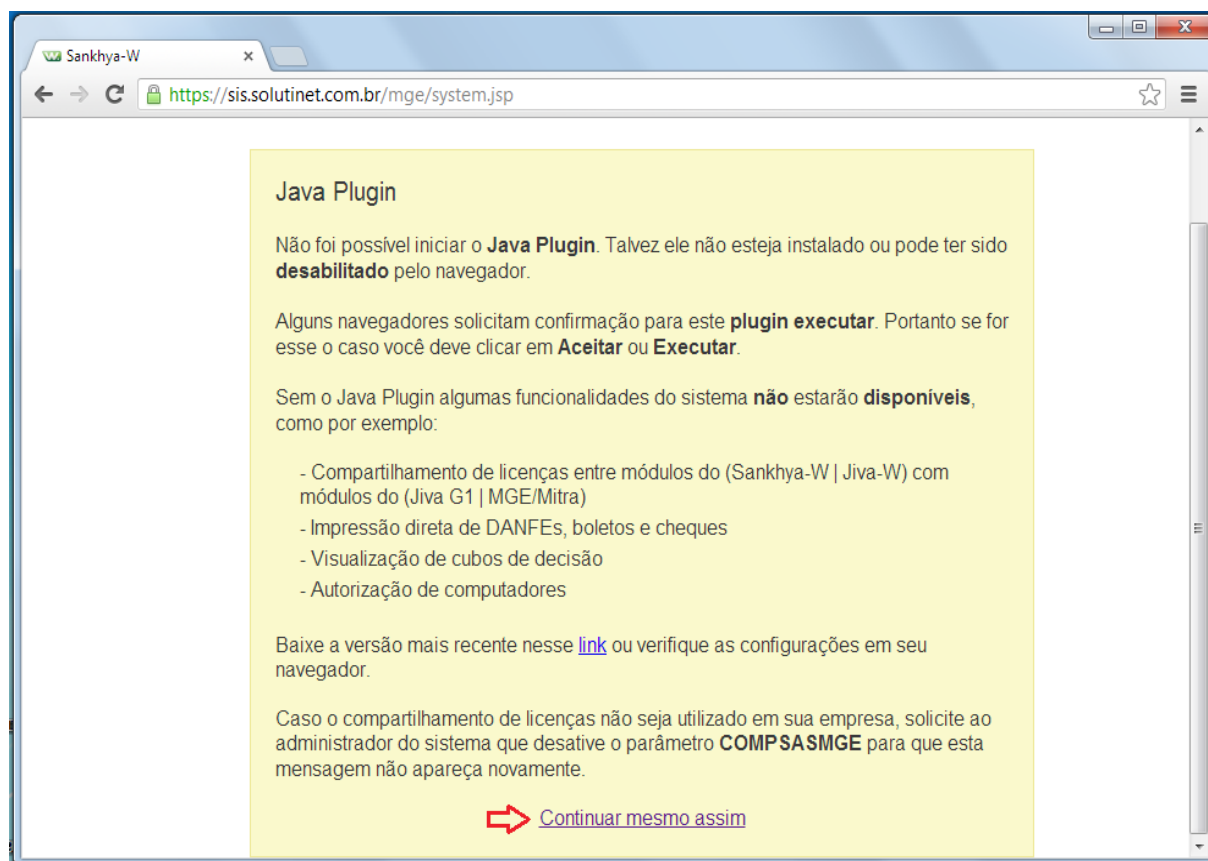 Sankhya-W
https://sis.solutinet.com.br/mge/system.jsp
Java Plugin
Não foi possível iniciar o Java Plugin. Talvez ele não esteja instalado ou pode ter sido
desabilitado pelo navegador.
Alguns navegadores solicitam confirmação para este plugin executar. Portanto se for
esse o caso você deve clicar em Aceitar ou Executar.
Sem o Java Plugin algumas funcionalidades do sistema não estarão disponíveis,
como por exemplo:
- Compartilhamento de licenças entre módulos do (Sankhya-W | Jiva-W) com
módulos do (Jiva G1 | MGE/Mitra)
- Impressão direta de DANFEs, boletos e cheques
- Visualização de cubos de decisão
- Autorização de computadores
Baixe a versão mais recente nesse link ou verifique as configurações em seu
navegador.
Caso o compartilhamento de licenças não seja utilizado em sua empresa, solicite ao
administrador do sistema que desative o parâmetro COMPSASMGE para que esta
mensagem não apareça novamente.
Continuar mesmo assim